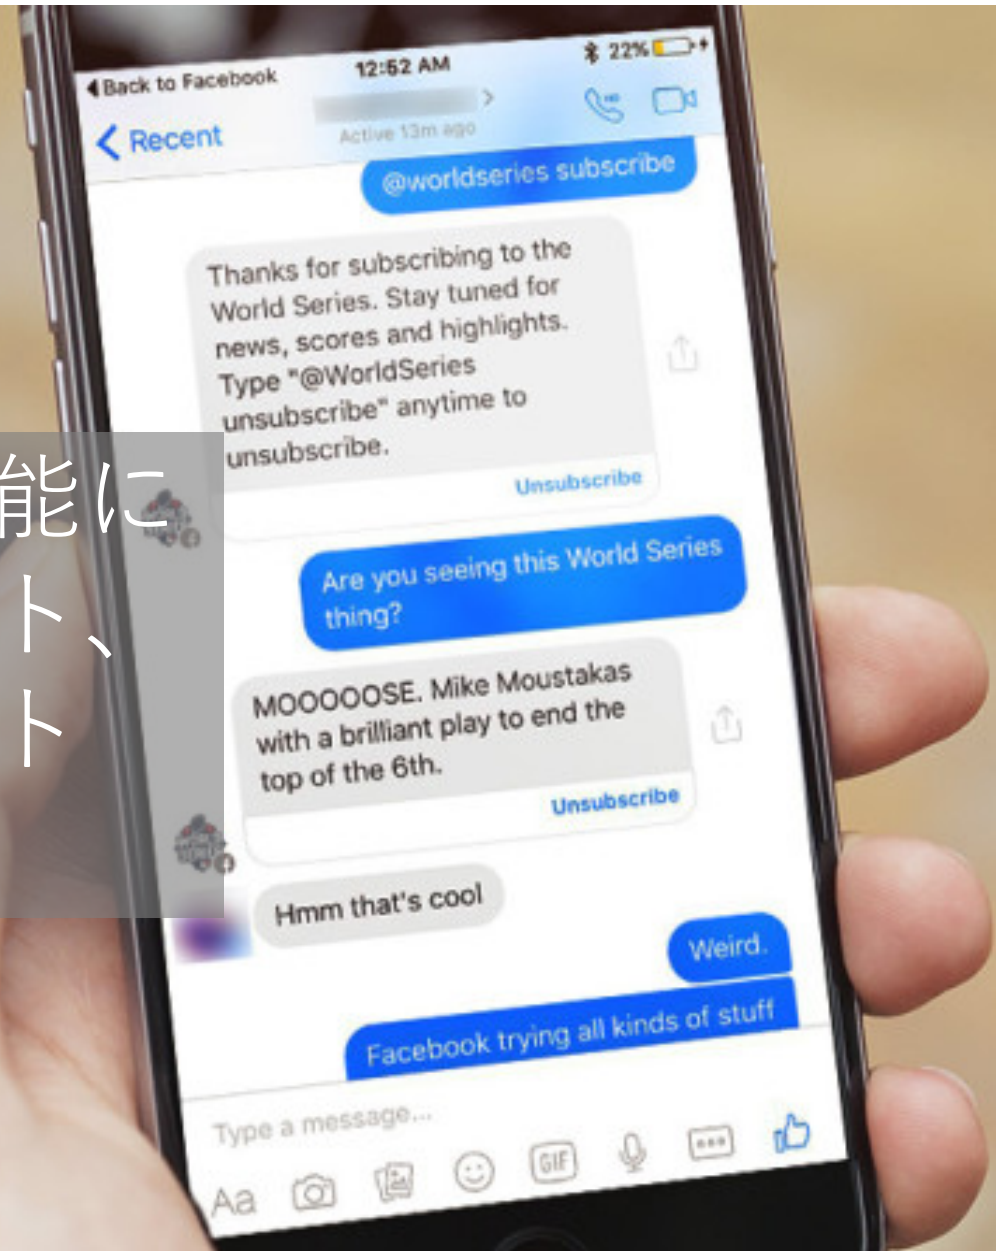 Back to Facebook
12:52 AM
22%
Recent
Active 13m ago
@worldseries subscribe
Thanks for subscribing to the
World Series. Stay tuned for
news, scores and highlights.
Type "@WorldSeries
unsubscribe" anytime to
unsubscribe.
Unsubscribe
能に
ト、
ト
Are you seeing this World Series
thing?
MOOOOOSE. Mike Moustakas
with a brilliant play to end the
top of the 6th.
Unsubscribe
Hmm that's cool
Weird.
Facebook trying all kinds of stuff
Type a message...
Aa
GIF